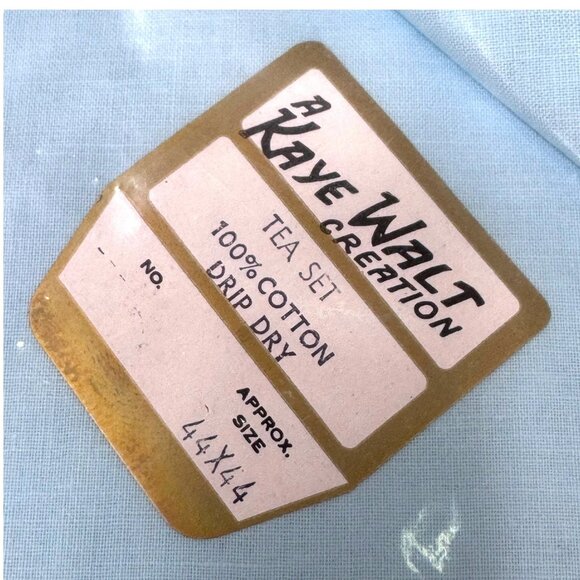 A
KAYE WALT
CREATION
TEA SET
100% COTTON
DRIP DRY
NO.
APPROX.
SIZE
44X44